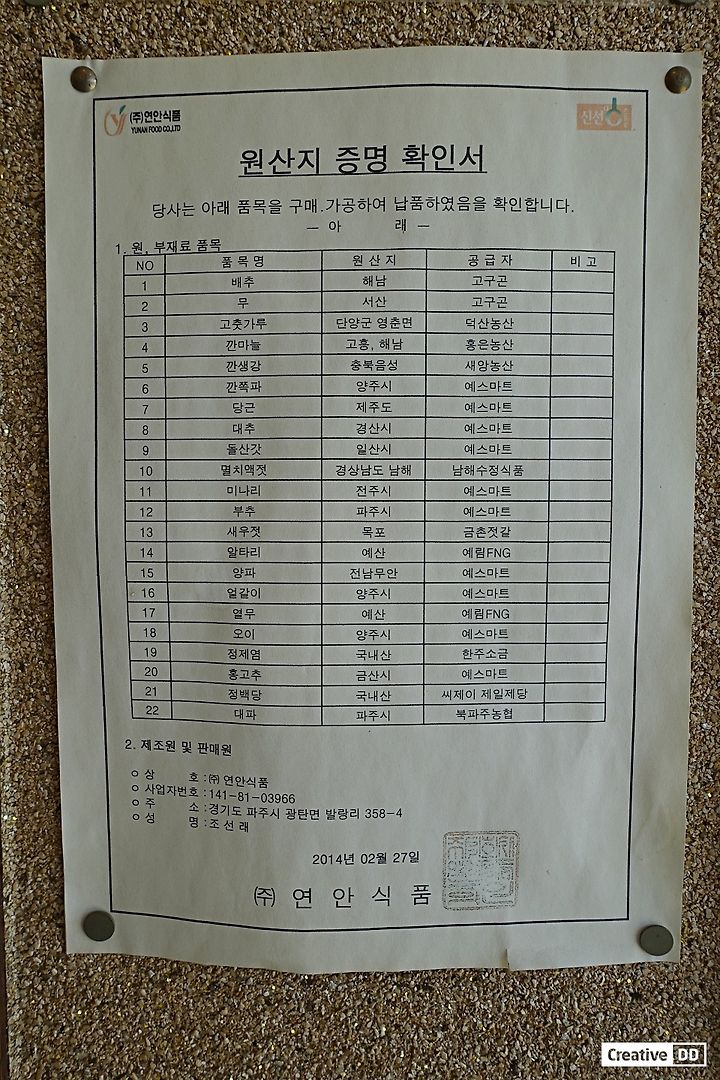 (주)연안식품
YUNAN FOOD CO.,LTD
신선
원산지 증명 확인서
당사는 아래 품목을 구매.가공하여 납품하였음을 확인합니다.
- 아 래 -
1. 원, 부재료 품목
NO 품목명 원산지 공급자 비고
1 배추 해남 고구곤
2 무 서산 고구곤
3 고춧가루 단양군 영춘면 덕산농산
4 깐마늘 고흥, 해남 홍은농산
5 깐생강 충북음성 새앙농산
6 깐쪽파 양주시 예스마트
7 당근 제주도 예스마트
8 대추 경산시 예스마트
9 돌산갓 일산시 예스마트
10 멸치액젓 경상남도 남해 남해수정식품
11 미나리 전주시 예스마트
12 부추 파주시 예스마트
13 새우젓 목포 금촌젓갈
14 알타리 예산 예림FNG
15 양파 전남무안 예스마트
16 얼갈이 양주시 예스마트
17 열무 예산 예림FNG
18 오이 양주시 예스마트
19 정제염 국내산 한주소금
20 홍고추 금산시 예스마트
21 정백당 국내산 씨제이 제일제당
22 대파 파주시 북파주농협
2. 제조원 및 판매원
○ 상 호 : ㈜ 연안식품
○ 사업자번호 : 141-81-03966
○ 주 소 : 경기도 파주시 광탄면 발랑리 358-4
○ 성 명 : 조선래
2014년 02월 27일
㈜ 연 안 식 품
Creative DD